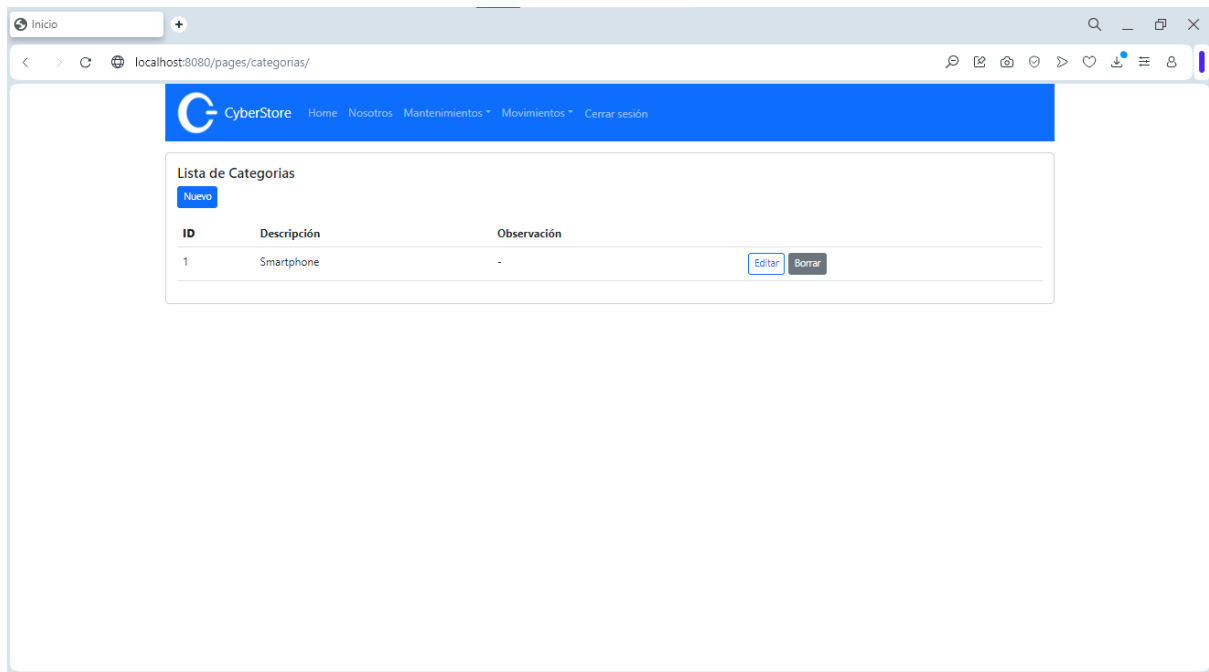 Inicio
localhost:8080/pages/categorias/
CyberStore Home Nosotros Mantenimientos Movimientos Cerrar sesión
Lista de Categorias
Nuevo
ID Descripción Observación
1 Smartphone - Editar Borrar